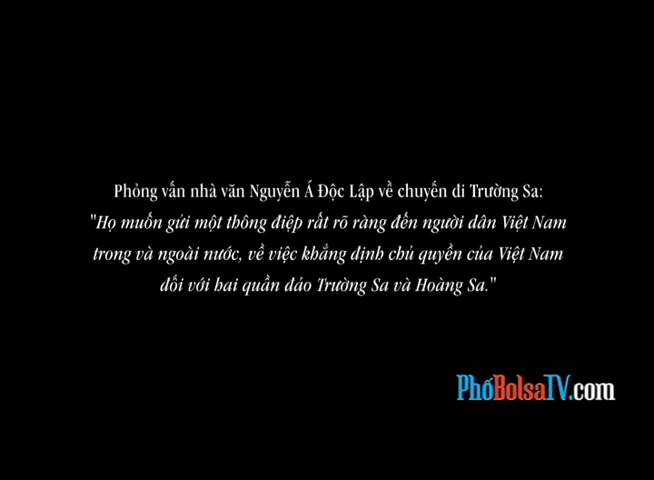 Phỏng vấn nhà văn Nguyễn Á Độc Lập về chuyến đi Trường Sa:
"Họ muốn gửi một thông điệp rất rõ ràng đến người dân Việt Nam
trong và ngoài nước, về việc khẳng định chủ quyền của Việt Nam
đối với hai quần đảo Trường Sa và Hoàng Sa."
PhốBolsaTV.com